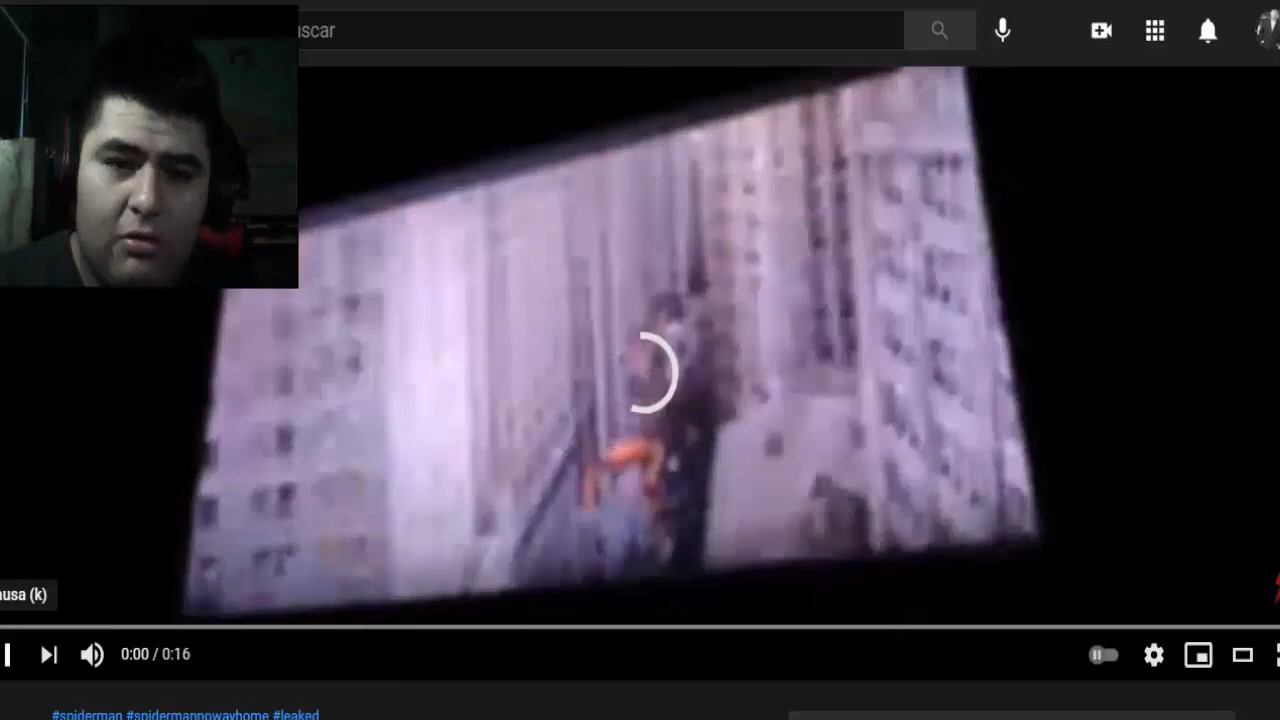 uscar
usa (k)
0:00 / 0:16
#spiderman #spidermannowayhome #leaked